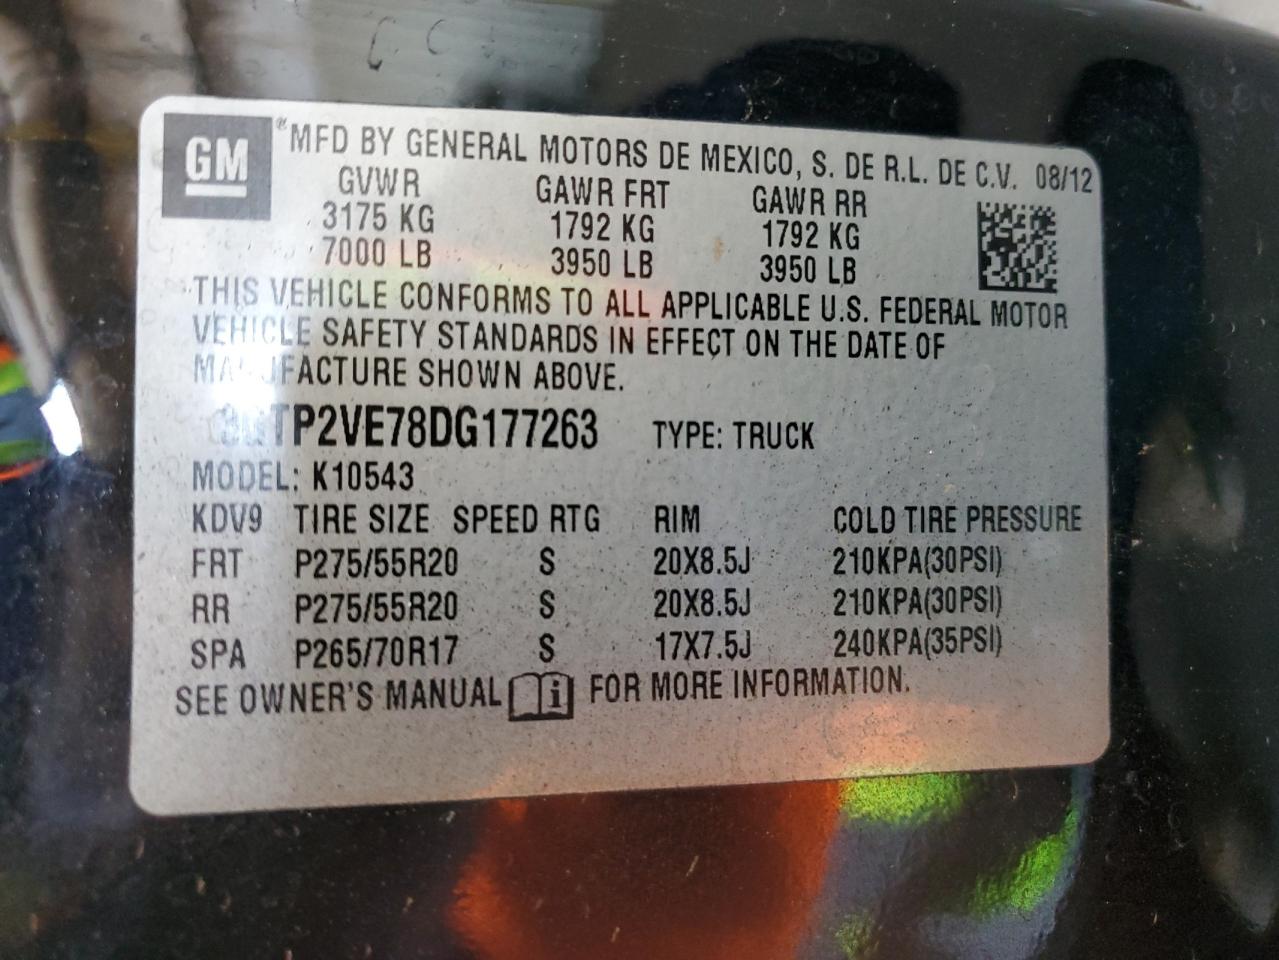 GM
® MFD BY GENERAL MOTORS DE MEXICO, S. DE R.L. DE C.V. 08/12
GVWR GAWR FRT GAWR RR
3175 KG 1792 KG 1792 KG
7000 LB 3950 LB 3950 LB
THIS VEHICLE CONFORMS TO ALL APPLICABLE U.S. FEDERAL MOTOR
VEHICLE SAFETY STANDARDS IN EFFECT ON THE DATE OF
MANUFACTURE SHOWN ABOVE.
3GTP2VE78DG177263 TYPE: TRUCK
MODEL: K10543
KDV9 TIRE SIZE SPEED RTG RIM COLD TIRE PRESSURE
FRT P275/55R20 S 20X8.5J 210KPA(30PSI)
RR P275/55R20 S 20X8.5J 210KPA(30PSI)
SPA P265/70R17 S 17X7.5J 240KPA(35PSI)
SEE OWNER'S MANUAL i FOR MORE INFORMATION.